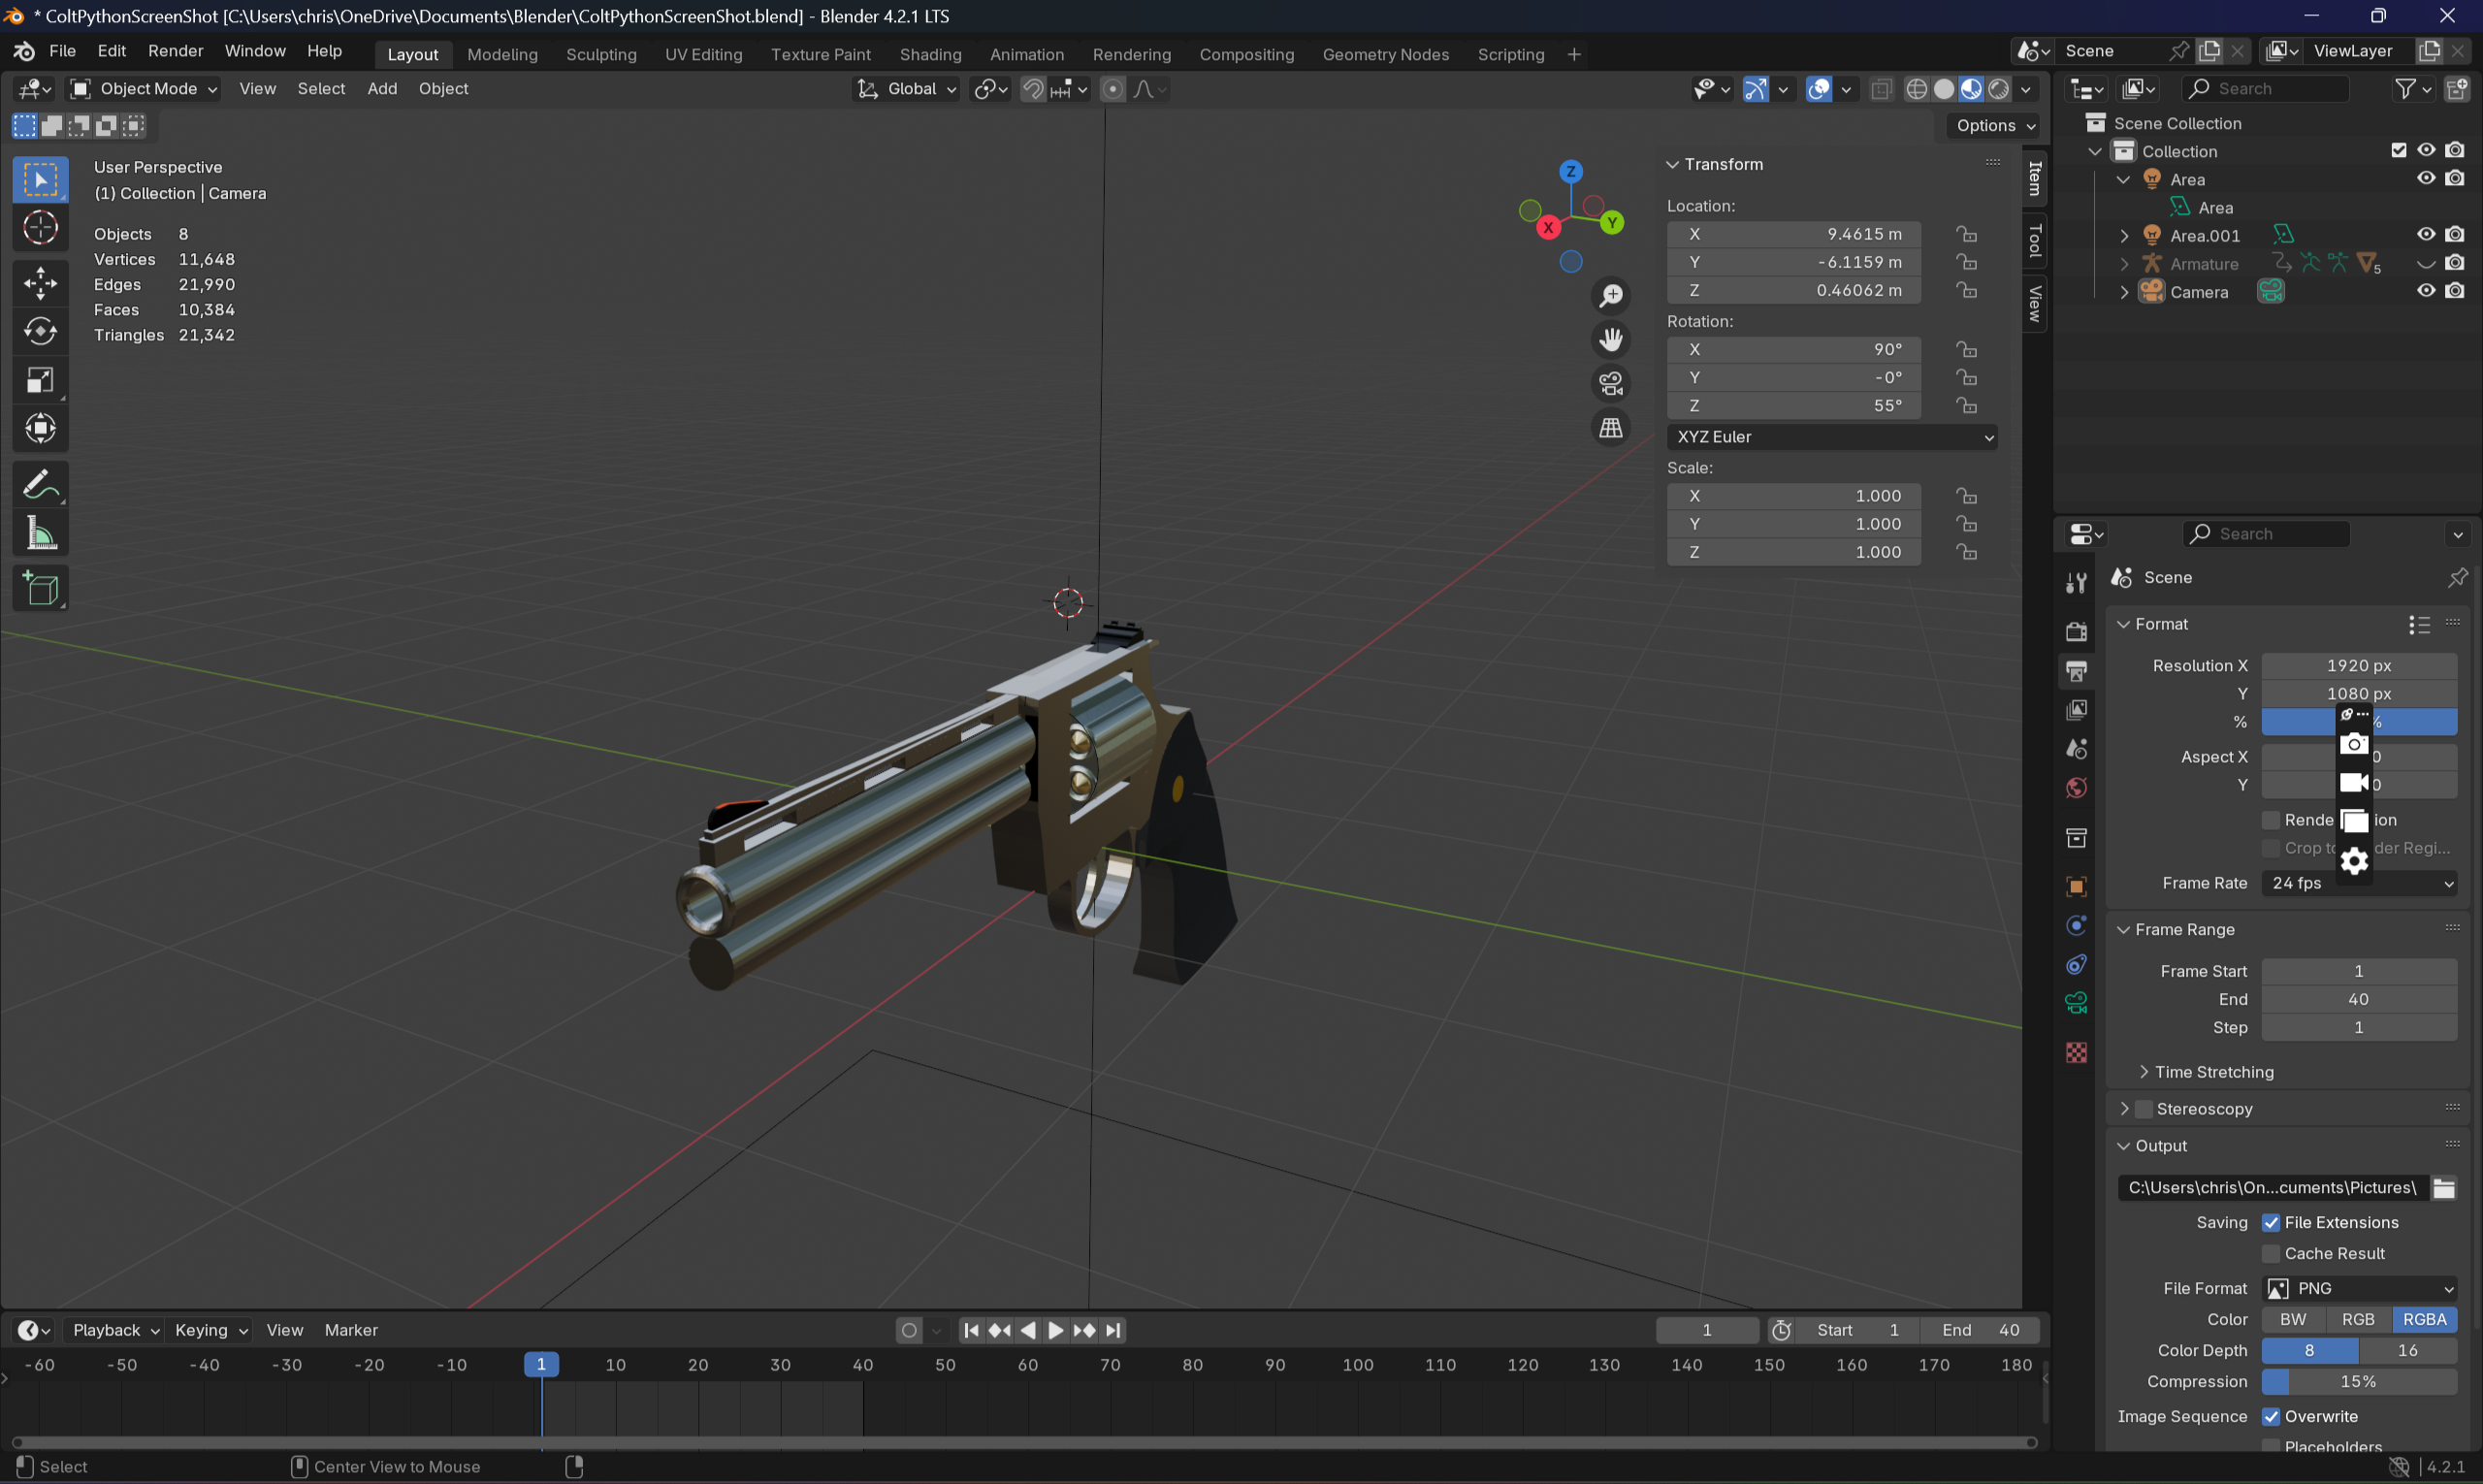 * ColtPythonScreenShot [C:\Users\chris\OneDrive\Documents\Blender\ColtPythonScreenShot.blend] - Blender 4.2.1 LTS
File Edit Render Window Help Layout Modeling Sculpting UV Editing Texture Paint Shading Animation Rendering Compositing Geometry Nodes Scripting + Scene ViewLayer
Object Mode View Select Add Object Global Search
Options
User Perspective
(1) Collection | Camera
Objects 8
Vertices 11,648
Edges 21,990
Faces 10,384
Triangles 21,342
Z
X
Y
Transform
Location:
X 9.4615 m
Y -6.1159 m
Z 0.46062 m
Rotation:
X 90°
Y -0°
Z 55°
XYZ Euler
Scale:
X 1.000
Y 1.000
Z 1.000
Item
Tool
View
Scene Collection
Collection
Area
Area
Area.001
Armature 5
Camera
Search
Scene
Format
Resolution X 1920 px
Y 1080 px
% %
Aspect X 0
Y 0
Rende ion
Crop to der Regi...
Frame Rate 24 fps
Frame Range
Frame Start 1
End 40
Step 1
Time Stretching
Stereoscopy
Output
C:\Users\chris\On...cuments\Pictures\
Saving File Extensions
Cache Result
File Format PNG
Color BW RGB RGBA
Color Depth 8 16
Compression 15%
Image Sequence Overwrite
Placeholders
Playback Keying View Marker 1 Start 1 End 40
-60 -50 -40 -30 -20 -10 1 10 20 30 40 50 60 70 80 90 100 110 120 130 140 150 160 170 180
Select Center View to Mouse 4.2.1